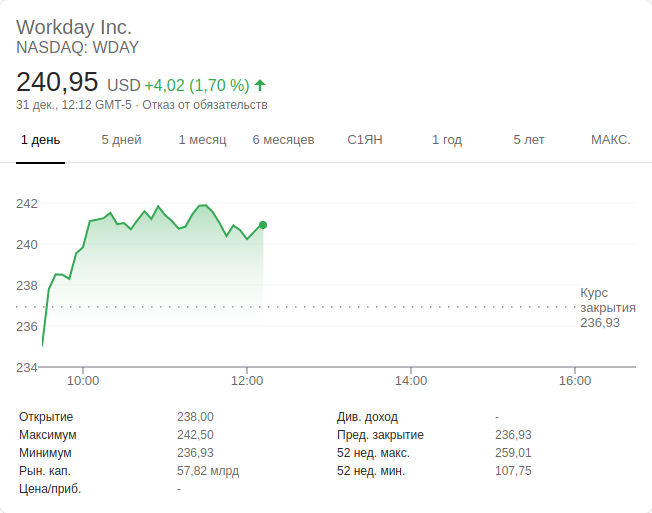 Workday Inc.
NASDAQ: WDAY
240,95 USD +4,02 (1,70 %)
31 дек., 12:12 GMT-5 · Отказ от обязательств
1 день 5 дней 1 месяц 6 месяцев С1ЯН 1 год 5 лет МАКС.
242
240
238
236
234
Курс
закрытия
236,93
10:00 12:00 14:00 16:00
Открытие 238,00 Див. доход -
Максимум 242,50 Пред. закрытие 236,93
Минимум 236,93 52 нед. макс. 259,01
Рын. кап. 57,82 млрд 52 нед. мин. 107,75
Цена/приб. -